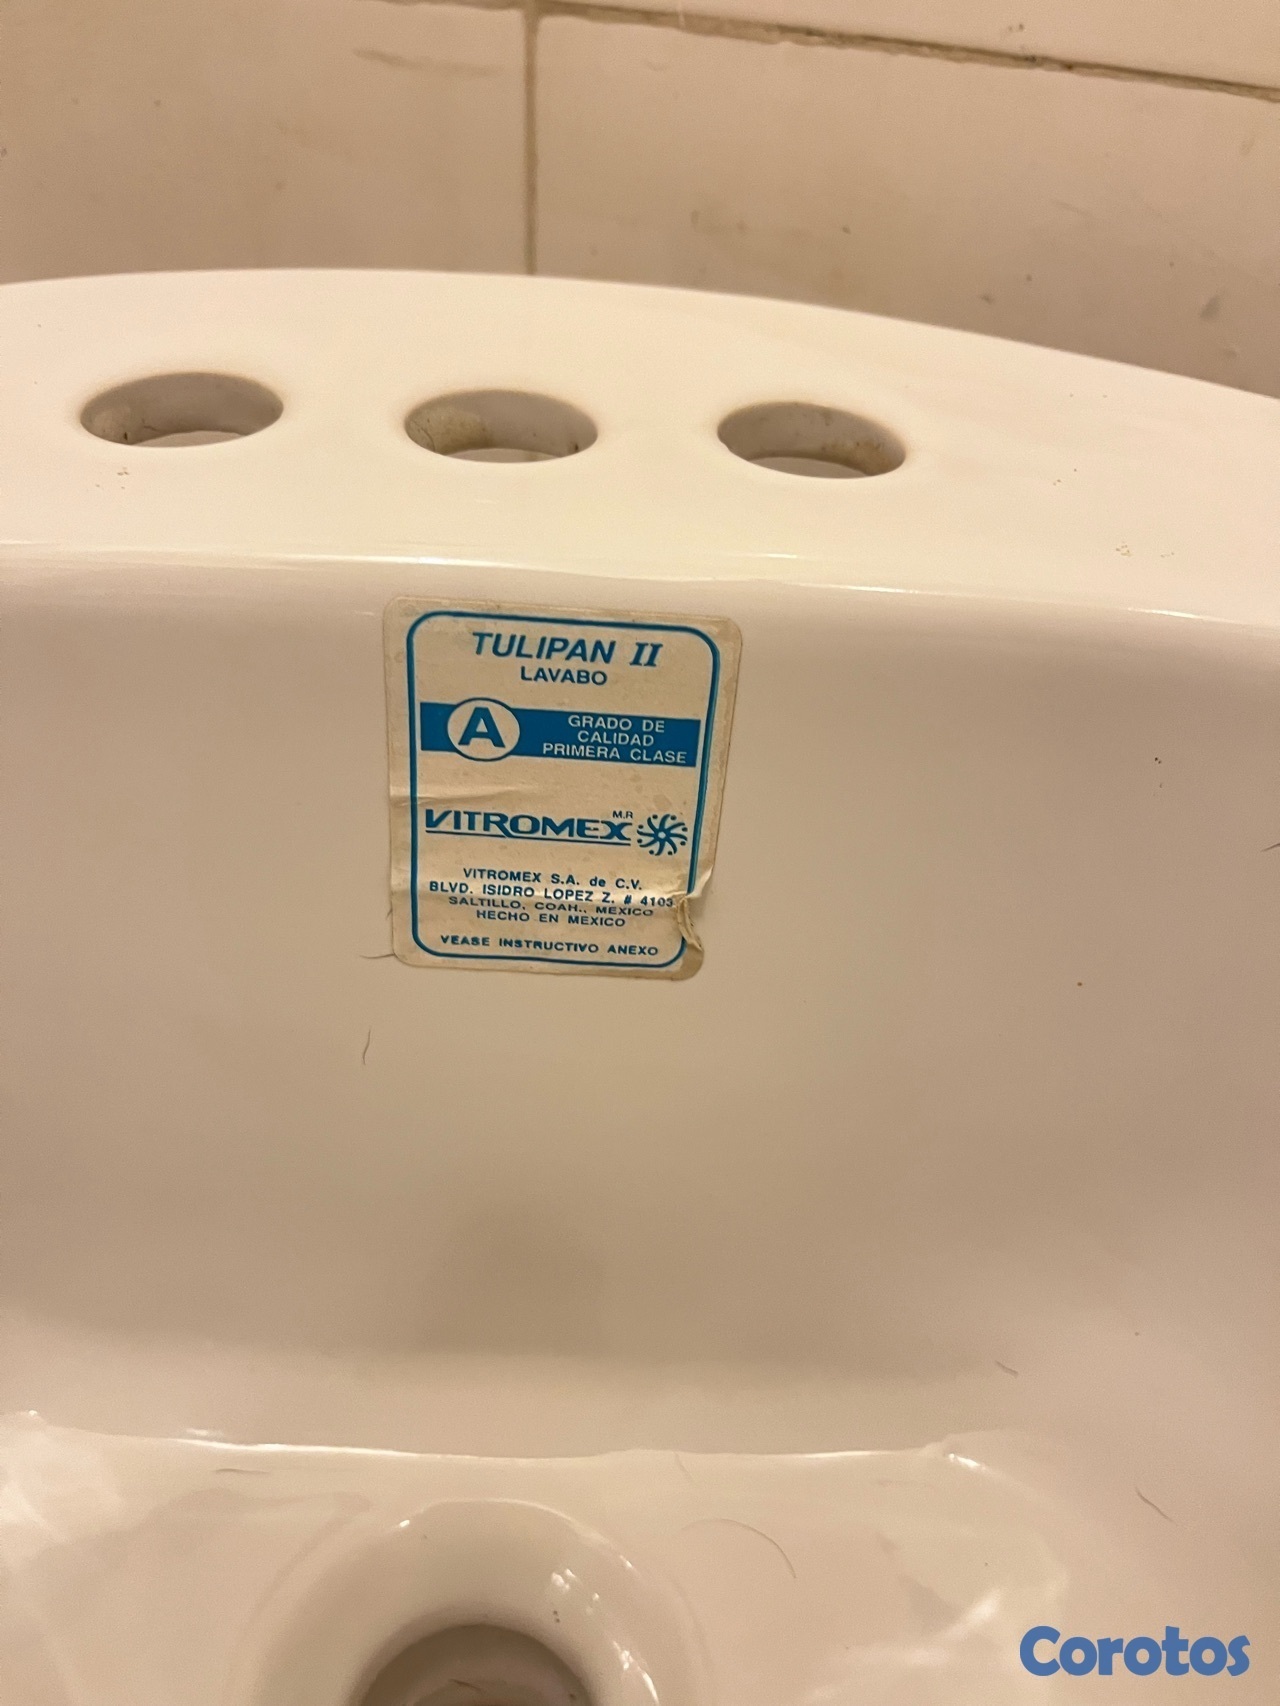 TULIPAN II
LAVABO
A
GRADO DE
CALIDAD
PRIMERA CLASE
VITROMEX M.R
VITROMEX S.A. de C.V.
BLVD. ISIDRO LOPEZ Z. # 4103
SALTILLO, COAH., MEXICO
HECHO EN MEXICO
VEASE INSTRUCTIVO ANEXO
Corotos